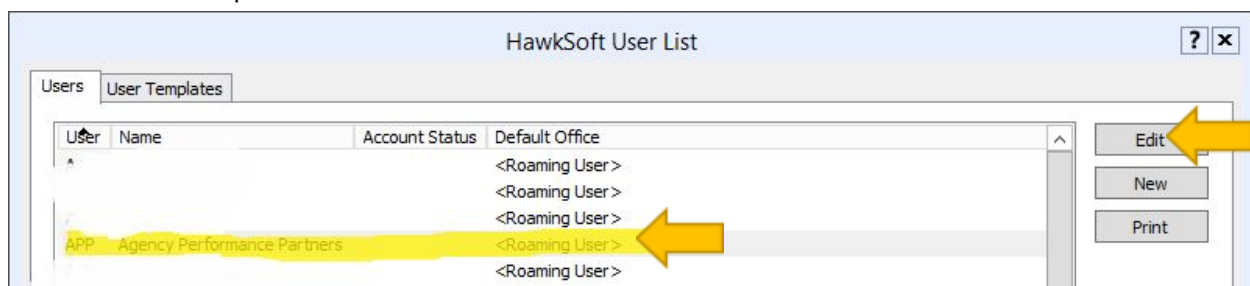 HawkSoft User List
? x
Users User Templates
User Name Account Status Default Office
Edit
A <Roaming User>
<Roaming User>
New
<Roaming User>
Print
APP Agency Performance Partners <Roaming User>
<Roaming User>